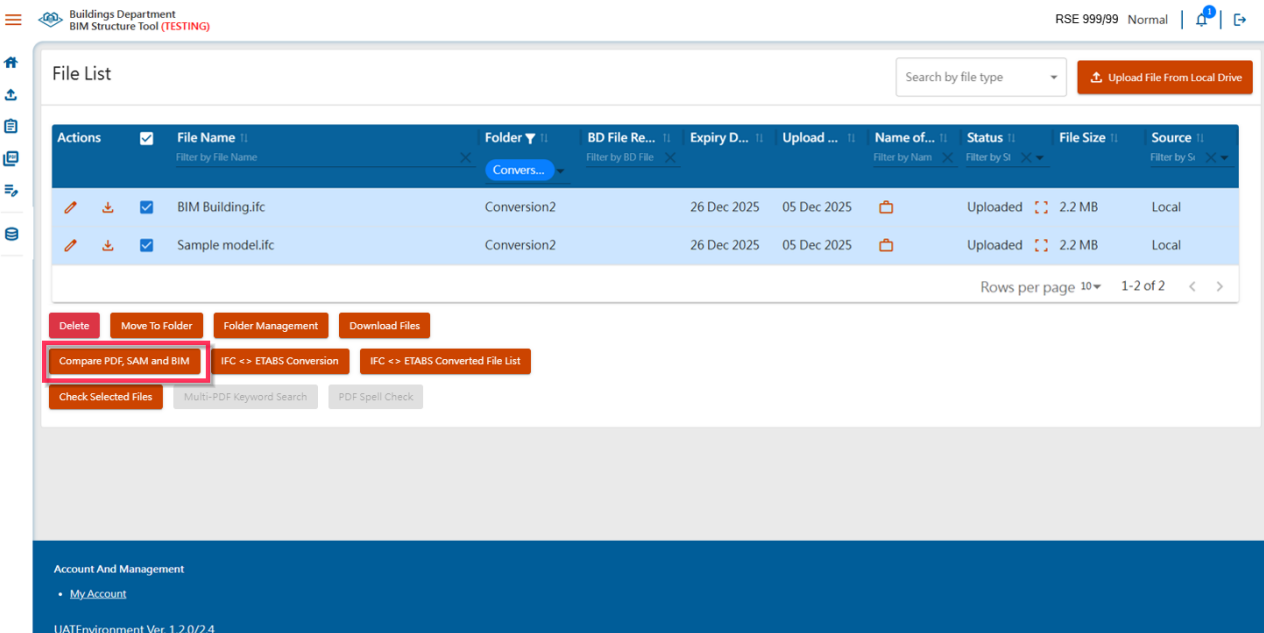 Buildings Department
BIM Structure Tool (TESTING)
RSE 999/99 Normal
1
File List
Search by file type
Upload File From Local Drive
Actions File Name Folder BD File Re... Expiry D... Upload ... Name of... Status File Size Source
Filter by File Name Filter by BD File Filter by Nam Filter by St Filter by So
Convers...
BIM Building.ifc Conversion2 26 Dec 2025 05 Dec 2025 Uploaded 2.2 MB Local
Sample model.ifc Conversion2 26 Dec 2025 05 Dec 2025 Uploaded 2.2 MB Local
Rows per page 10 1-2 of 2
Delete Move To Folder Folder Management Download Files
Compare PDF, SAM and BIM IFC <> ETABS Conversion IFC <> ETABS Converted File List
Check Selected Files Multi-PDF Keyword Search PDF Spell Check
Account And Management
• My Account
UATEnvironment Ver. 1.2.0/2.4